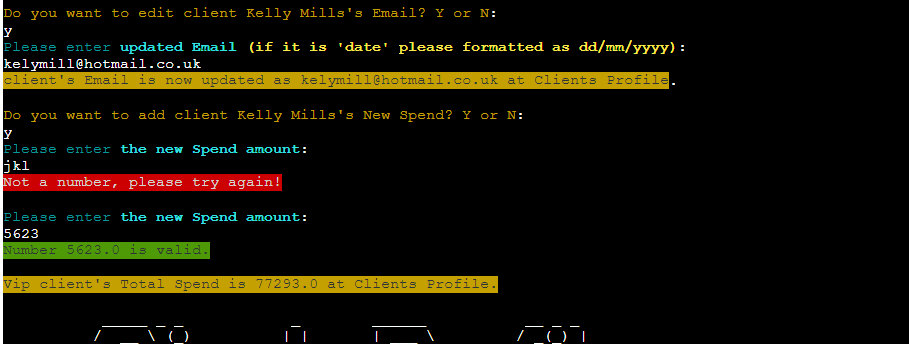 Do you want to edit client Kelly Mills's Email? Y or N:
y
Please enter updated Email (if it is 'date' please formatted as dd/mm/yyyy):
kelymill@hotmail.co.uk
client's Email is now updated as kelymill@hotmail.co.uk at Clients Profile.
Do you want to add client Kelly Mills's New Spend? Y or N:
y
Please enter the new Spend amount:
jkl
Not a number, please try again!
Please enter the new Spend amount:
5623
Number 5623.0 is valid.
Vip client's Total Spend is 77293.0 at Clients Profile.